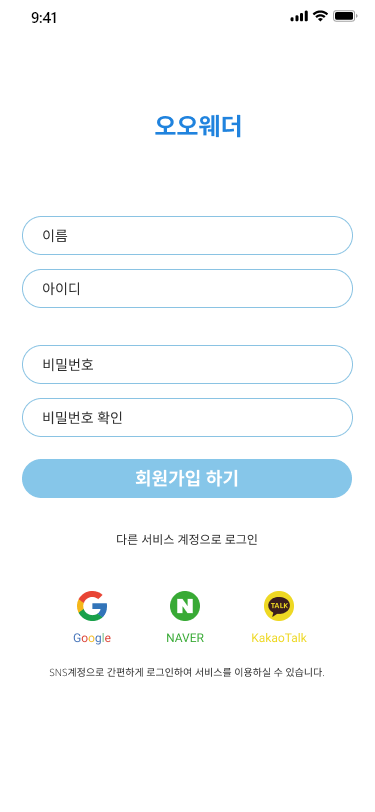 9:41
오오웨더
이름
아이디
비밀번호
비밀번호 확인
회원가입 하기
다른 서비스 계정으로 로그인
TALK
Google NAVER KakaoTalk
SNS계정으로 간편하게 로그인하여 서비스를 이용하실 수 있습니다.